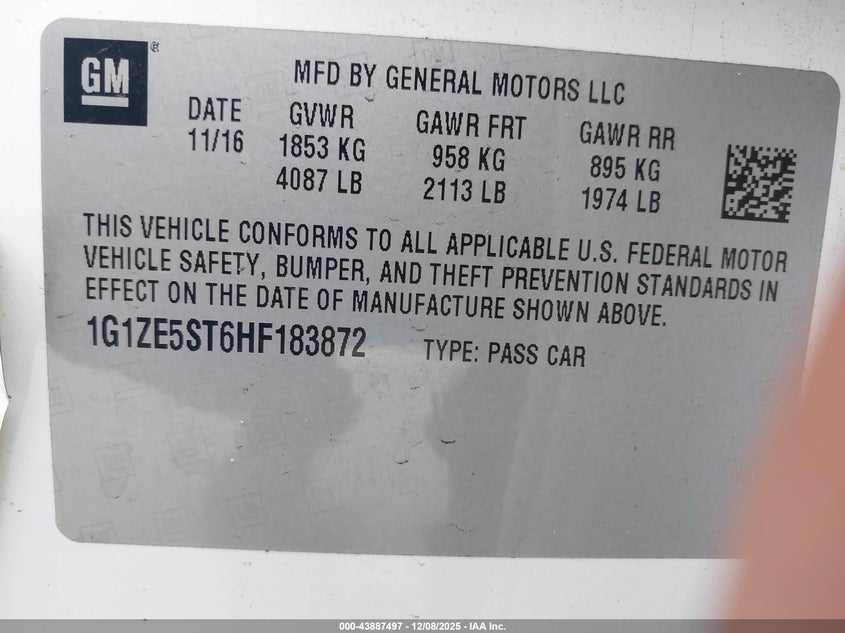 GM ®
MFD BY GENERAL MOTORS LLC
DATE GVWR GAWR FRT GAWR RR
11/16 1853 KG 958 KG 895 KG
4087 LB 2113 LB 1974 LB
THIS VEHICLE CONFORMS TO ALL APPLICABLE U.S. FEDERAL MOTOR
VEHICLE SAFETY, BUMPER, AND THEFT PREVENTION STANDARDS IN
EFFECT ON THE DATE OF MANUFACTURE SHOWN ABOVE.
1G1ZE5ST6HF183872 TYPE: PASS CAR
000-43887497 - 12/08/2025 - IAA Inc.